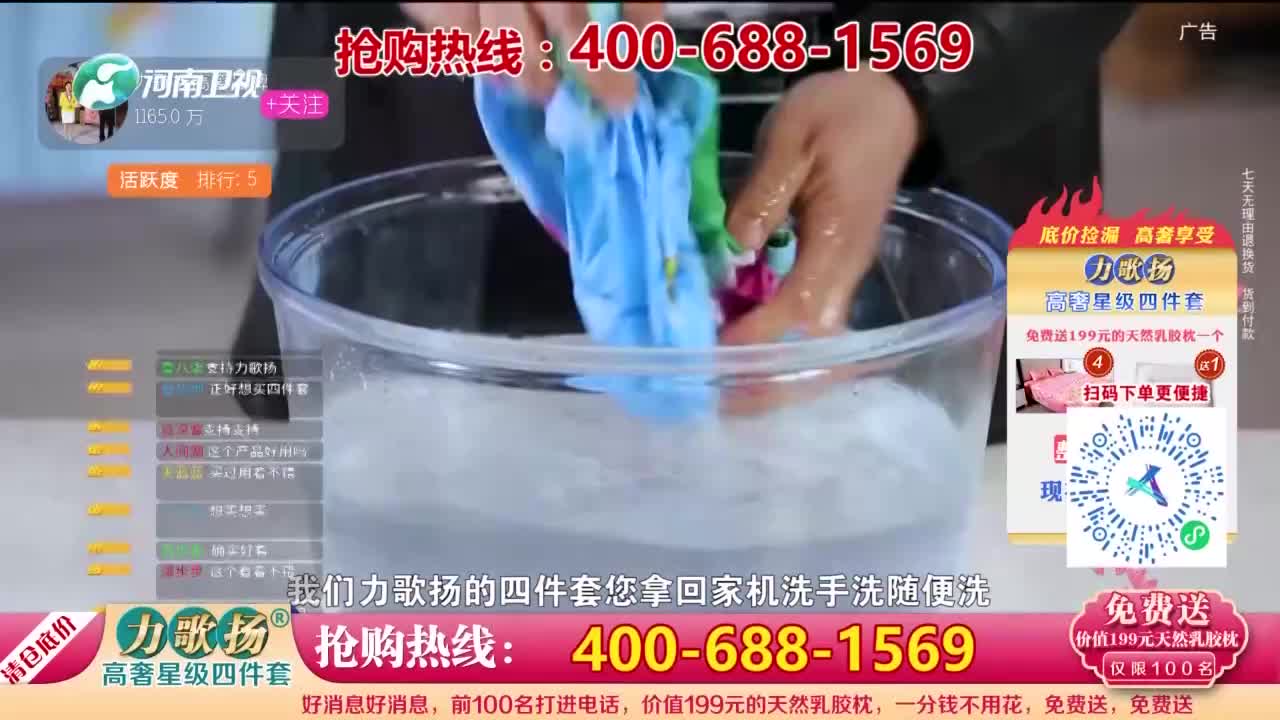 抢购热线：400-688-1569
广告
河南卫视
1165.0 万
+关注
活跃度 排行: 5
七天无理由退换货 货到付款
底价捡漏 高奢享受
力歌扬
高奢星级四件套
免费送199元的天然乳胶枕一个
4
送1
扫码下单更便捷
现
支持力歌扬
正好想买四件套
支持支持
这个产品好用吗
买过用着不错
想买想买
确实好看
这个看着不错
我们力歌扬的四件套您拿回家机洗手洗随便洗
清仓底价
力歌扬®
高奢星级四件套
抢购热线：400-688-1569
免费送
价值199元天然乳胶枕
仅限100名
好消息好消息，前100名打进电话，价值199元的天然乳胶枕，一分钱不用花，免费送，免费送